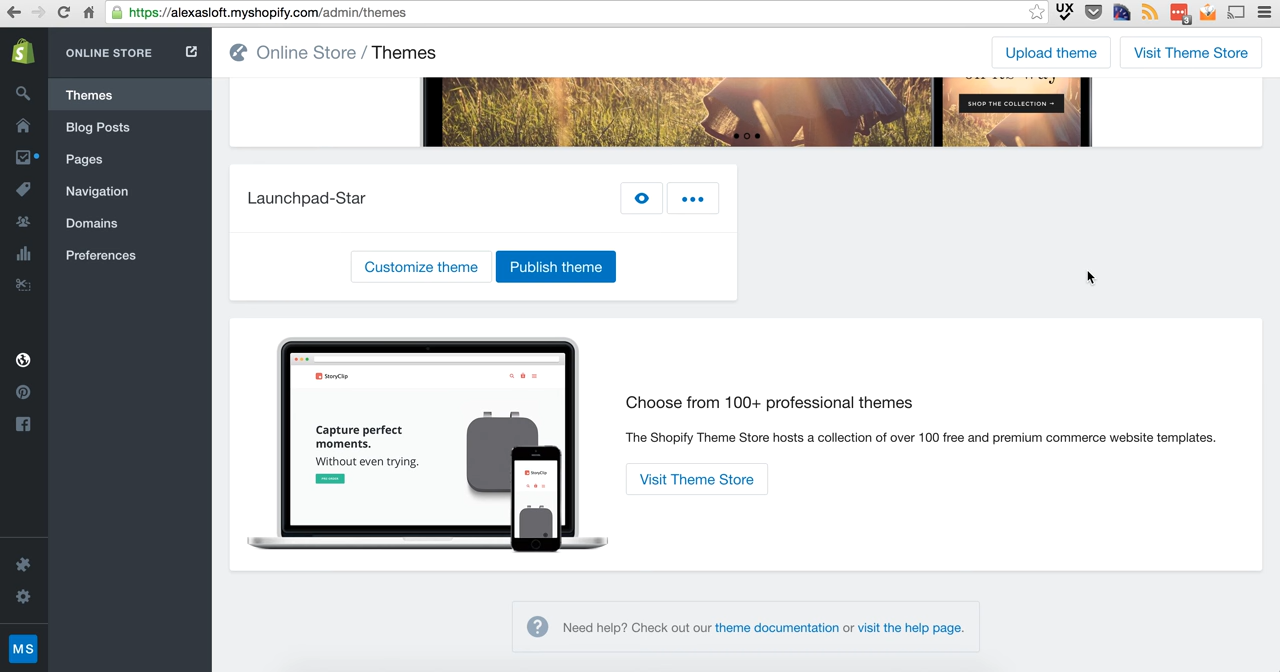 https://alexasloft.myshopify.com/admin/themes
UX
3
ONLINE STORE
Online Store / Themes
Upload theme
Visit Theme Store
Themes
Blog Posts
Pages
Navigation
Domains
Preferences
SHOP THE COLLECTION →
Launchpad-Star
Customize theme
Publish theme
StoryClip
Capture perfect
moments.
Without even trying.
StoryClip
Choose from 100+ professional themes
The Shopify Theme Store hosts a collection of over 100 free and premium commerce website templates.
Visit Theme Store
Need help? Check out our theme documentation or visit the help page.
MS